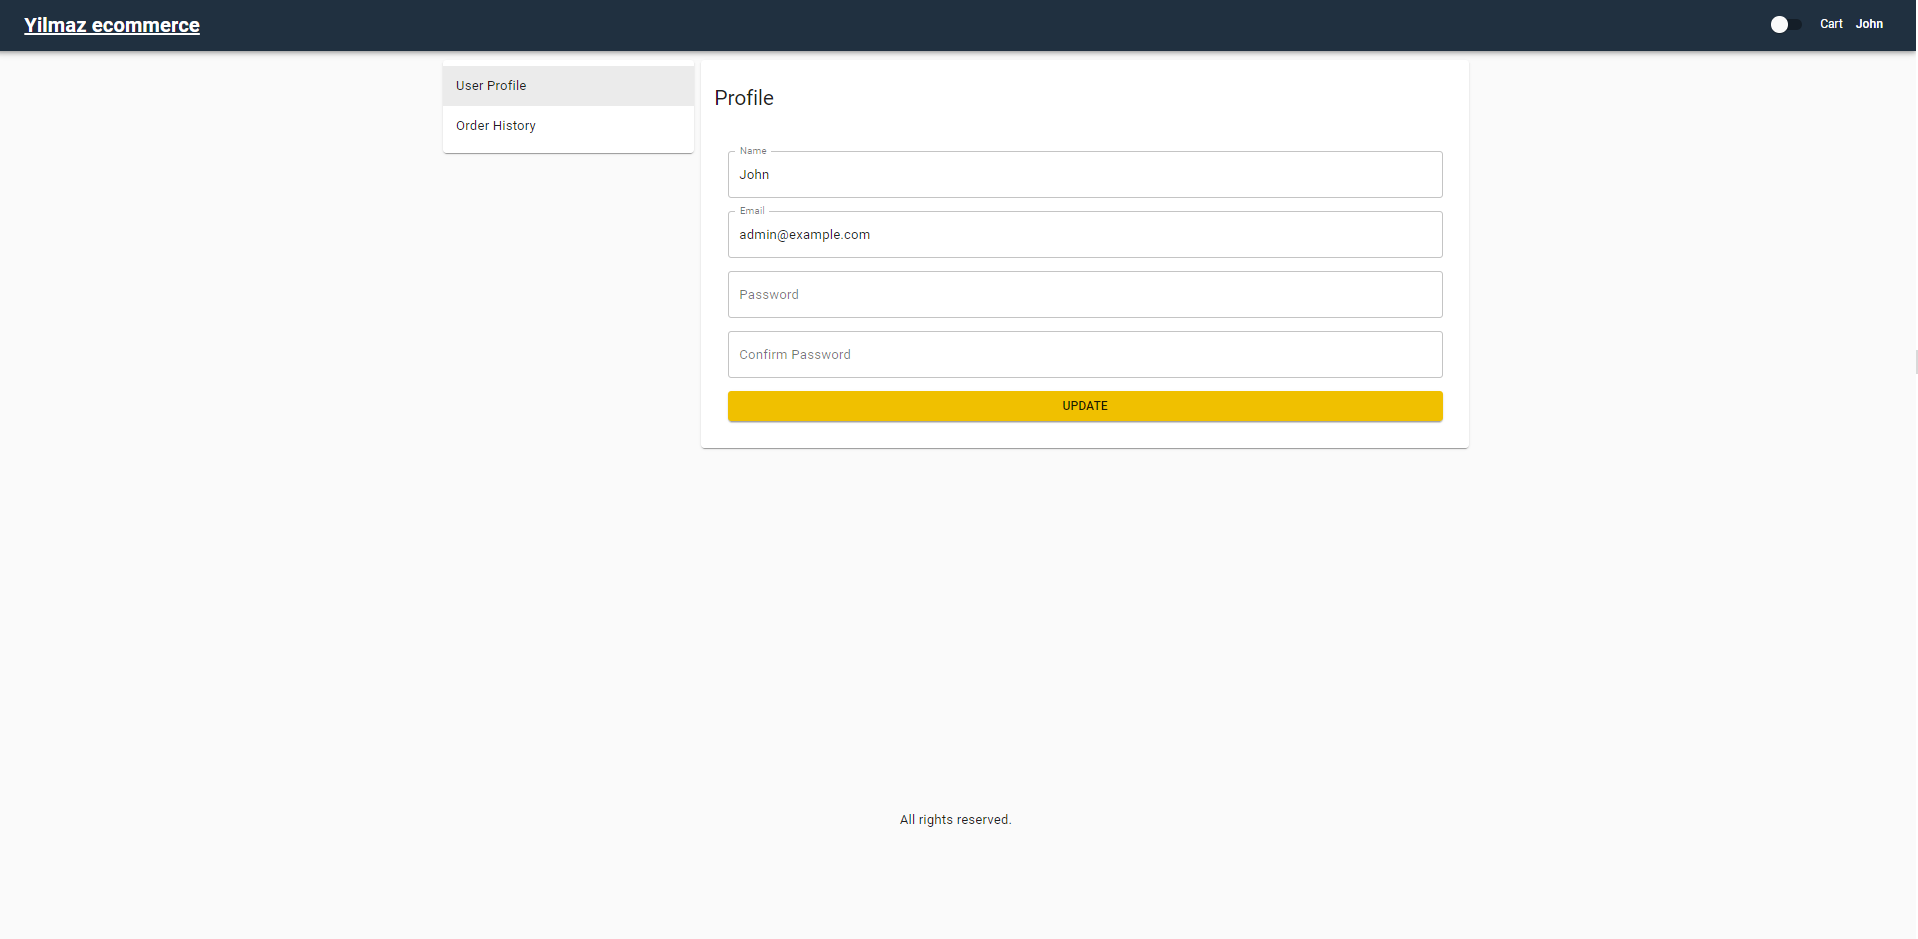 Yilmaz ecommerce
Cart John
User Profile
Order History
Profile
Name
John
Email
admin@example.com
Password
Confirm Password
UPDATE
All rights reserved.